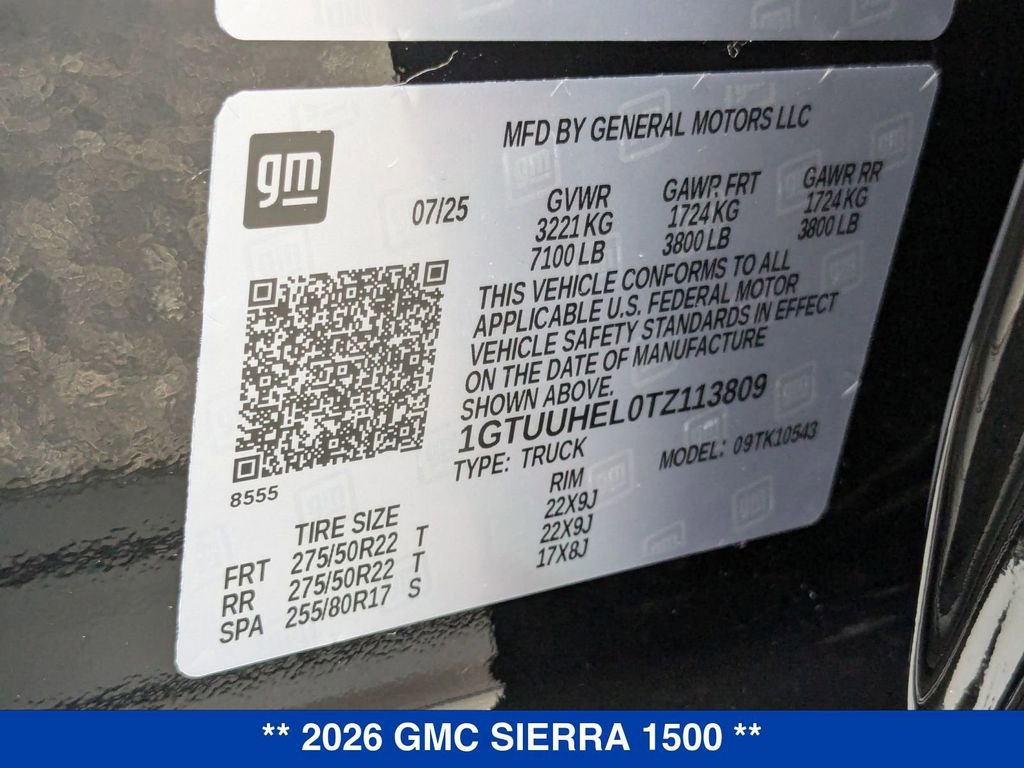 gm
MFD BY GENERAL MOTORS LLC
07/25
GVWR GAWR FRT GAWR RR
3221 KG 1724 KG 1724 KG
7100 LB 3800 LB 3800 LB
THIS VEHICLE CONFORMS TO ALL
APPLICABLE U.S. FEDERAL MOTOR
VEHICLE SAFETY STANDARDS IN EFFECT
ON THE DATE OF MANUFACTURE
SHOWN ABOVE.
1GTUUHEL0TZ113809
TYPE: TRUCK MODEL: 09TK10543
8555
TIRE SIZE RIM
FRT 275/50R22 T 22X9J
RR 275/50R22 T 22X9J
SPA 255/80R17 S 17X8J
** 2026 GMC SIERRA 1500 **